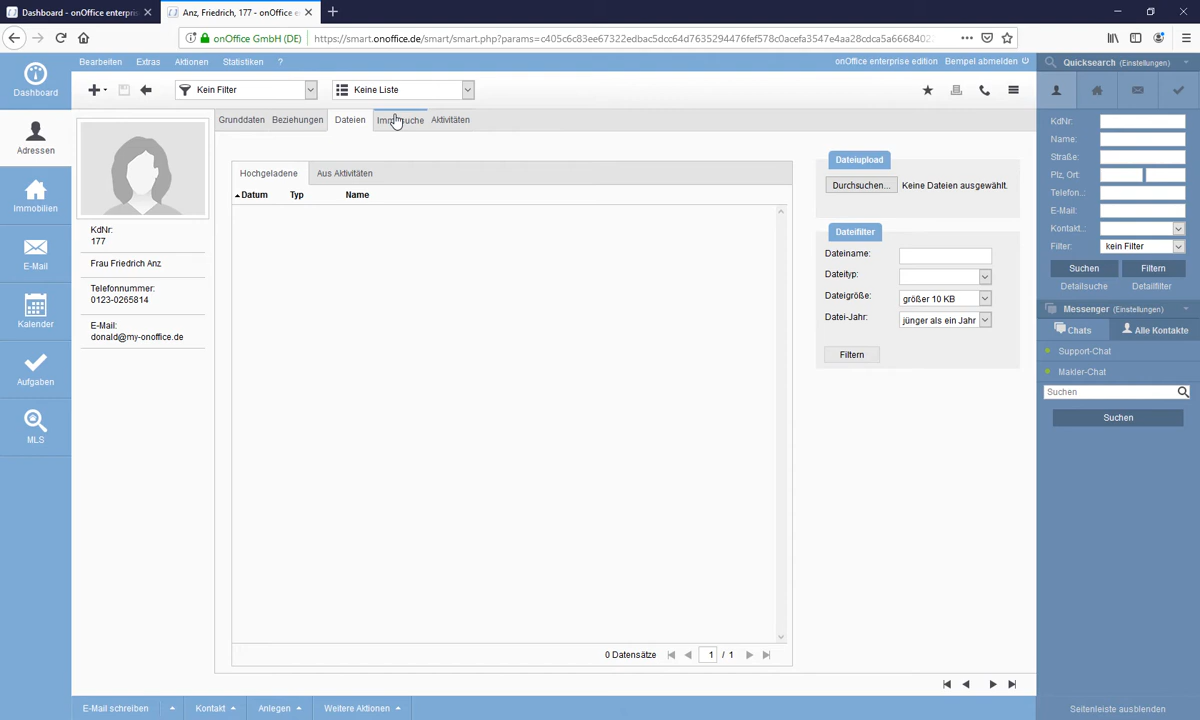 Dashboard - onOffice enterpris
Anz, Friedrich, 177 - onOffice e
onOffice GmbH (DE)
https://smart.onoffice.de/smart/smart.php?params=c405c6c83ee67322edbac5dcc64d7635294476fef578c0acefa3547e4aa28cdca5a6668402
Bearbeiten Extras Aktionen Statistiken ?
onOffice enterprise edition Bempel abmelden
Quicksearch (Einstellungen)
Dashboard
Kein Filter
Keine Liste
Grunddaten Beziehungen Dateien Aktivitäten
Adressen
Immobilien
E-Mail
Kalender
Aufgaben
MLS
KdNr:
177
Frau Friedrich Anz
Telefonnummer:
0123-0265814
E-Mail:
donald@my-onoffice.de
Hochgeladene Aus Aktivitäten
Datum Typ Name
0 Datensätze 1 / 1
Dateiupload
Durchsuchen... Keine Dateien ausgewählt.
Dateifilter
Dateiname:
Dateityp:
Dateigröße: größer 10 KB
Datei-Jahr: jünger als ein Jahr
Filtern
KdNr:
Name:
Straße:
Plz, Ort:
Telefon..:
E-Mail:
Kontakt.:
Filter: kein Filter
Suchen Filtern
Detailsuche Detailfilter
Messenger (Einstellungen)
Chats Alle Kontakte
Support-Chat
Makler-Chat
Suchen
Suchen
E-Mail schreiben Kontakt Anlegen Weitere Aktionen
Seitenleiste ausblenden